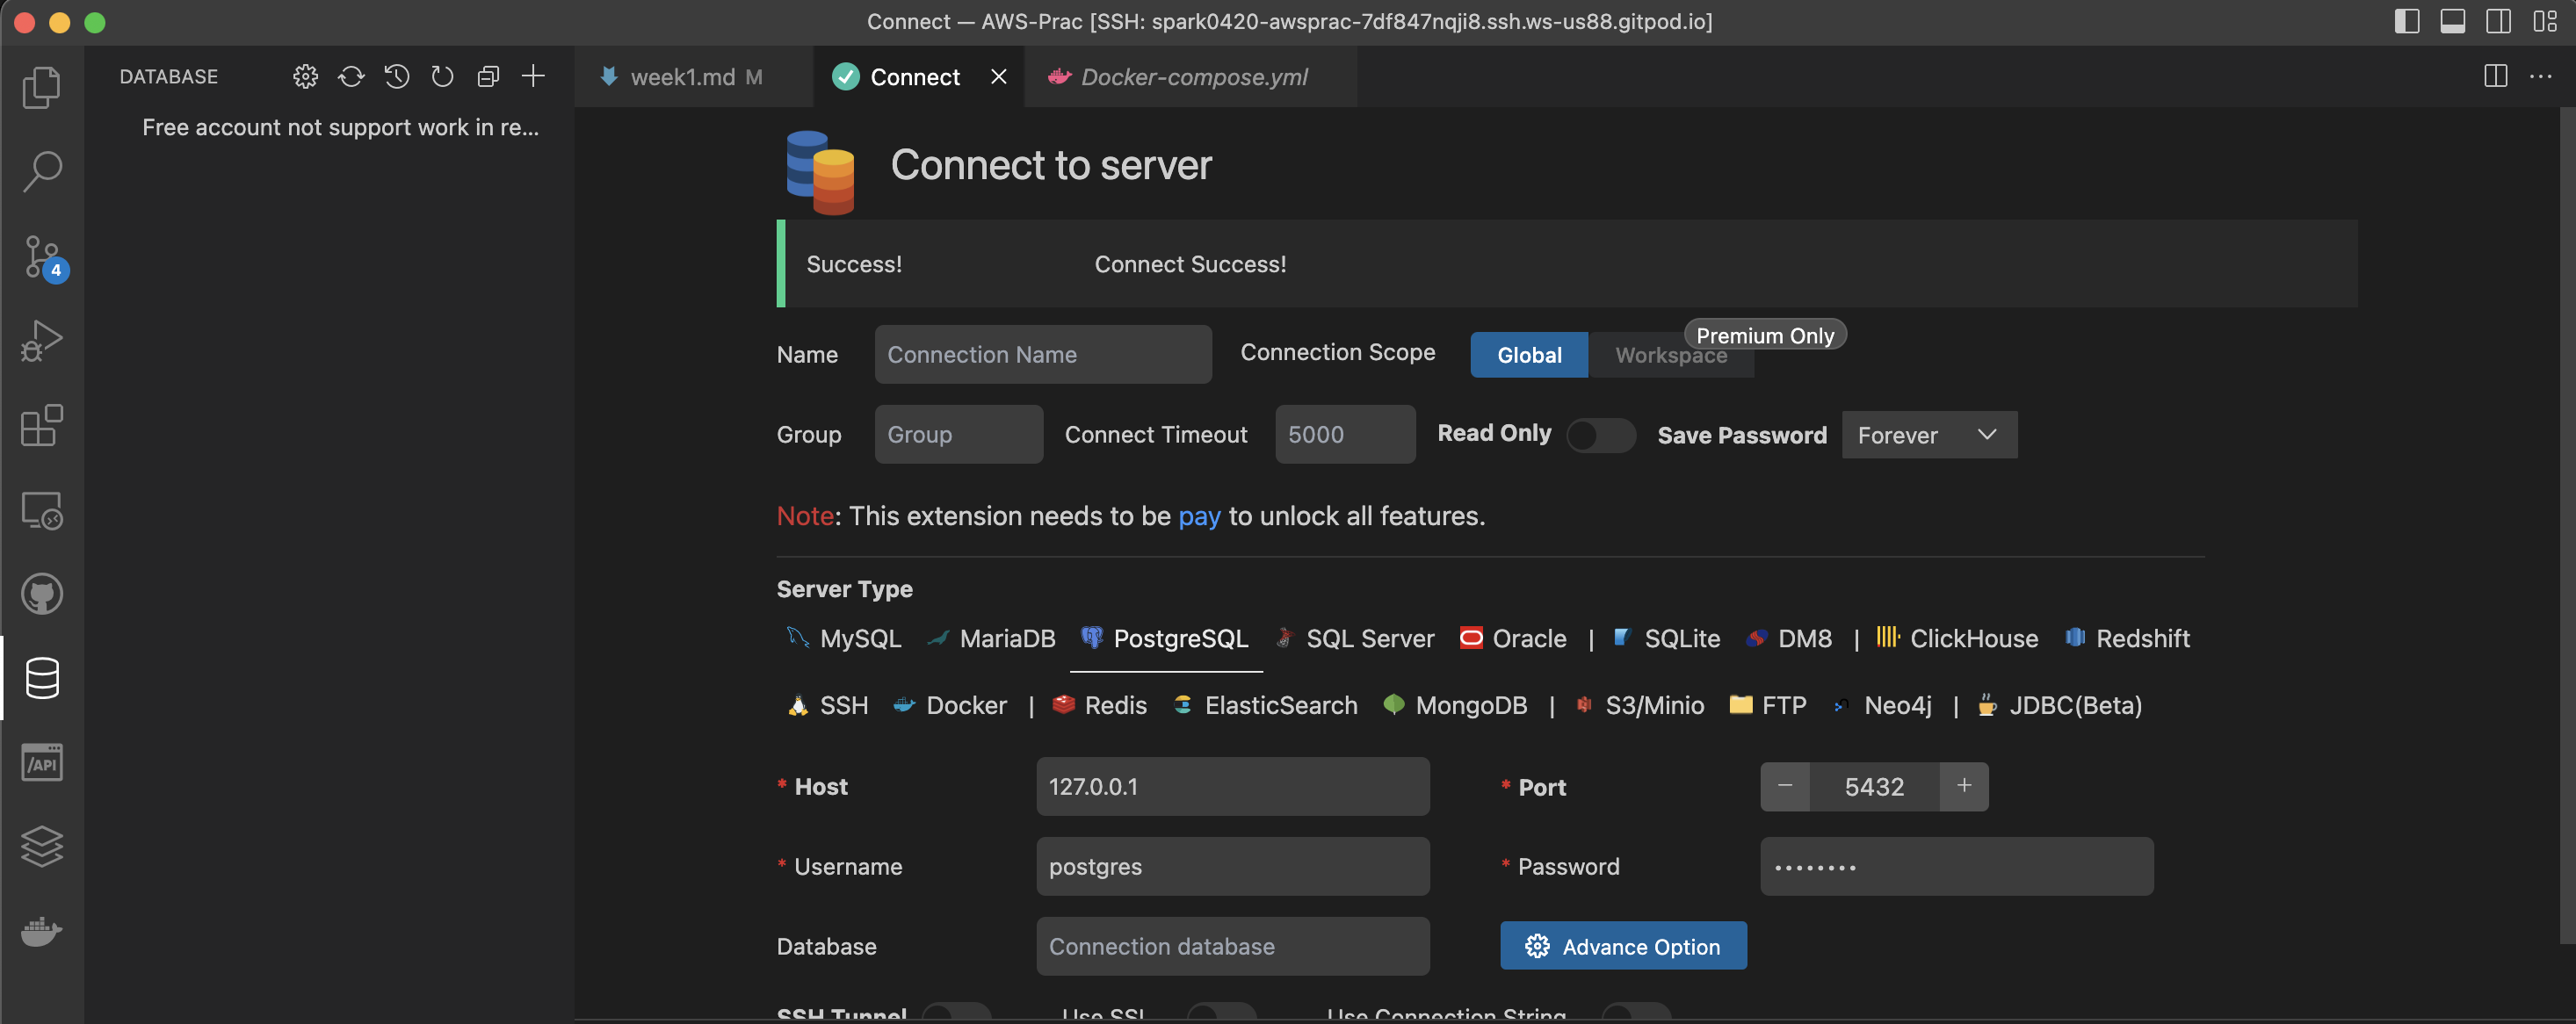 Connect — AWS-Prac [SSH: spark0420-awsprac-7df847nqji8.ssh.ws-us88.gitpod.io]
DATABASE
Free account not support work in re...
4
/API
week1.md M
Connect
Docker-compose.yml
Connect to server
Success! Connect Success!
Name Connection Name Connection Scope Global Workspace Premium Only
Group Group Connect Timeout 5000 Read Only Save Password Forever
Note: This extension needs to be pay to unlock all features.
Server Type
MySQL MariaDB PostgreSQL SQL Server Oracle | SQLite DM8 | ClickHouse Redshift
SSH Docker | Redis ElasticSearch MongoDB | S3/Minio FTP Neo4j | JDBC(Beta)
* Host 127.0.0.1 * Port − 5432 +
* Username postgres * Password ••••••••
Database Connection database Advance Option
SSH Tunnel Use SSL Use Connection String